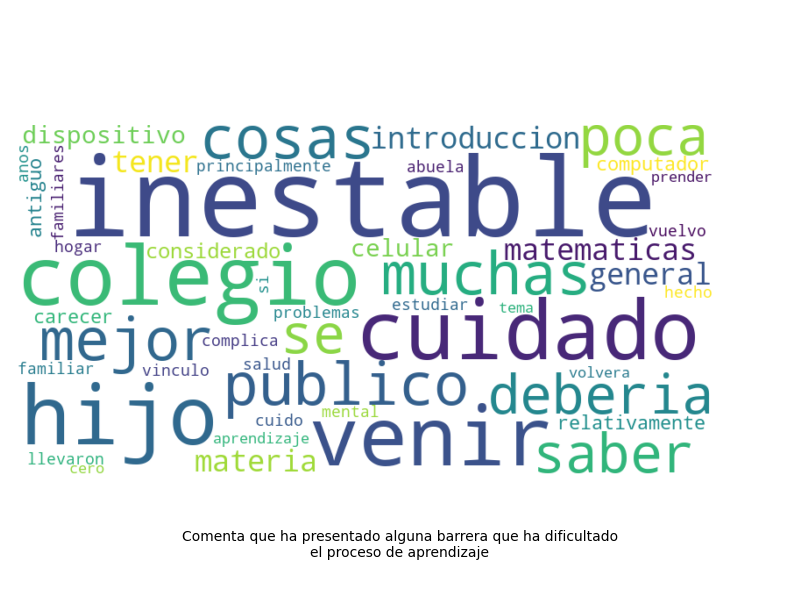 dispositivo
cosas
introduccion
poca
anos
antiguo
familiares
tener
principalmente
abuela
computador
prender
inestable
vuelvo
hogar
considerado
celular
matematicas
colegio
si
muchas
general
hecho
carecer
problemas
estudiar
tema
mejor
complica
se
cuidado
familiar
vinculo
salud
publico
volvera
deberia
hijo
cuido
mental
venir
relativamente
aprendizaje
llevaron
cero
materia
saber
Comenta que ha presentado alguna barrera que ha dificultado
el proceso de aprendizaje